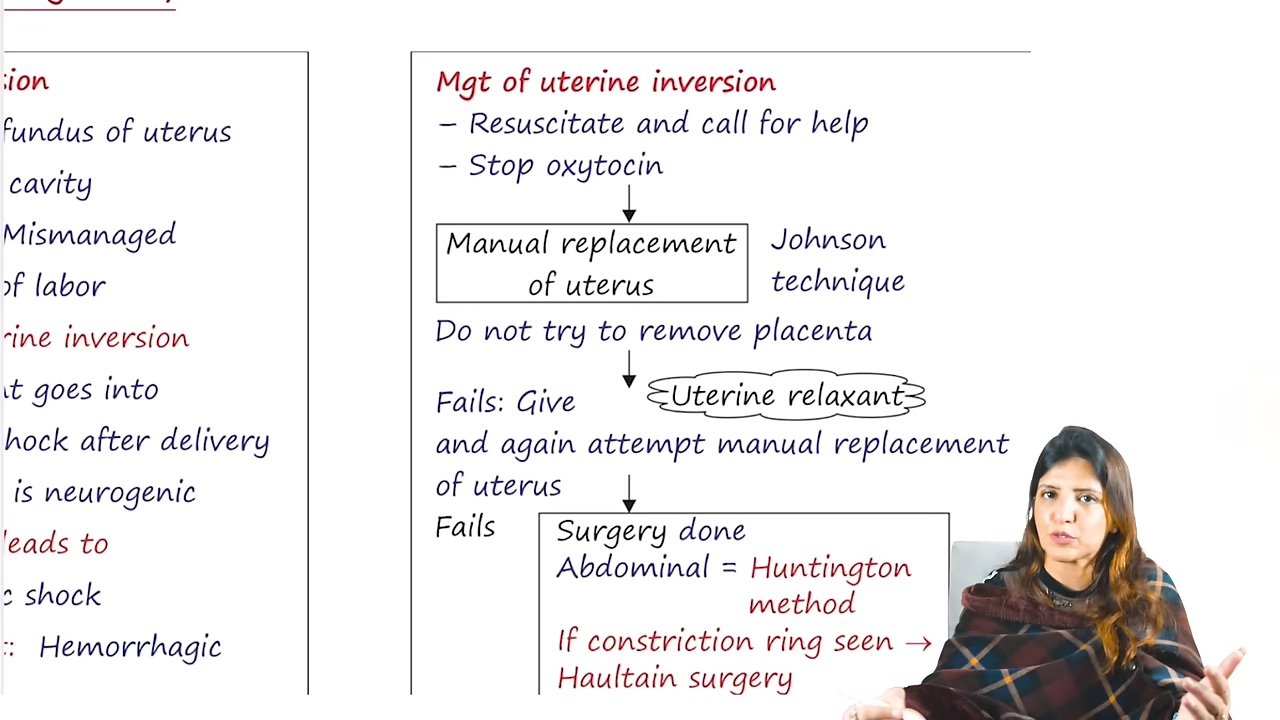 sion
fundus of uterus
cavity
Mismanaged
of labor
rine inversion
nt goes into
hock after delivery
is neurogenic
leads to
c shock
:: Hemorrhagic
Mgt of uterine inversion
– Resuscitate and call for help
– Stop oxytocin
Manual replacement
of uterus
Johnson
technique
Do not try to remove placenta
Fails: Give Uterine relaxant
and again attempt manual replacement
of uterus
Fails
Surgery done
Abdominal = Huntington
method
If constriction ring seen →
Haultain surgery